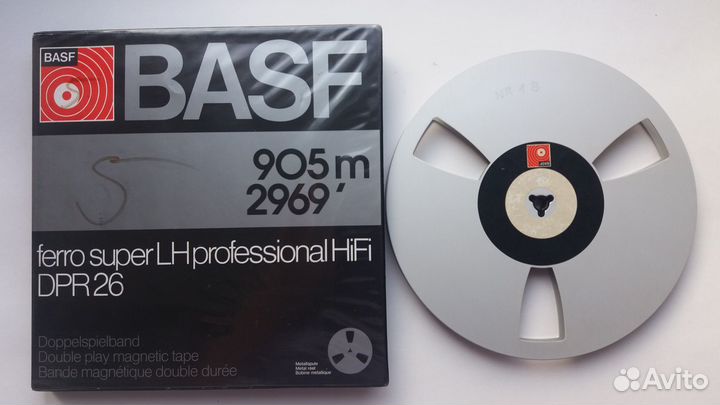 BASF
BASF
905 m
2969 '
ferro super LH professional HiFi
DPR 26
Doppelspielband
Double play magnetic tape
Bande magnétique double durée
Metallspule
Metal reel
Bobine métallique
BASF
Avito